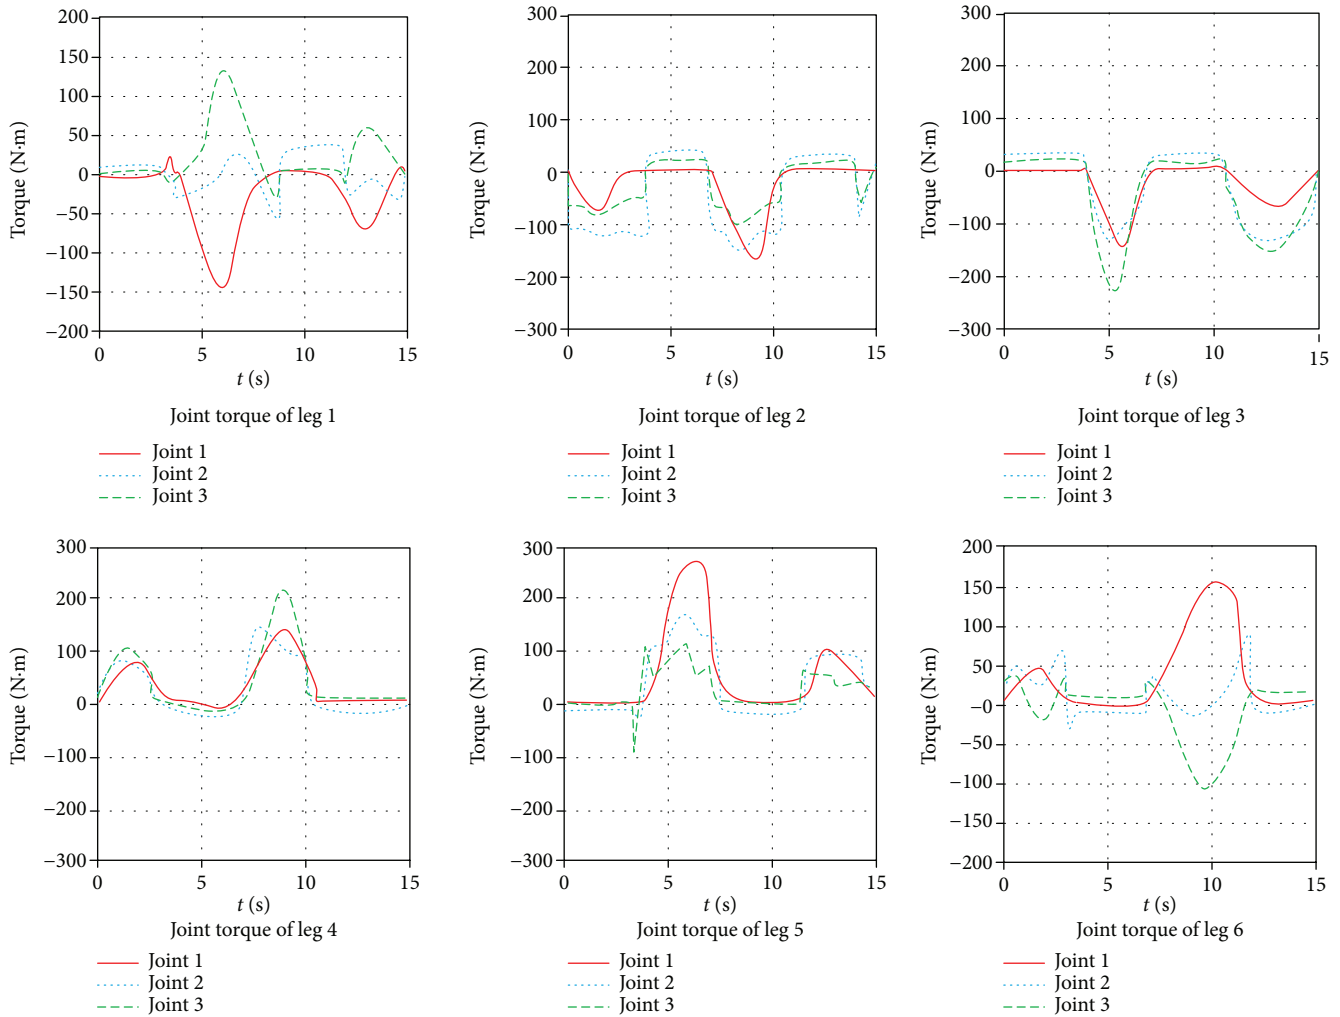 200
150
100
50
0
−50
−100
−150
−200
Torque (N·m)
0 5 10 15
t (s)
Joint torque of leg 1
Joint 1
Joint 2
Joint 3
300
200
100
0
−100
−200
−300
Torque (N·m)
0 5 10 15
t (s)
Joint torque of leg 2
Joint 1
Joint 2
Joint 3
300
200
100
0
−100
−200
−300
Torque (N·m)
0 5 10 15
t (s)
Joint torque of leg 3
Joint 1
Joint 2
Joint 3
300
200
100
0
−100
−200
−300
Torque (N·m)
0 5 10 15
t (s)
Joint torque of leg 4
Joint 1
Joint 2
Joint 3
300
200
100
0
−100
−200
−300
Torque (N·m)
0 5 10 15
t (s)
Joint torque of leg 5
Joint 1
Joint 2
Joint 3
200
150
100
50
−0
−50
−100
−150
−200
Torque (N·m)
0 5 10 15
t (s)
Joint torque of leg 6
Joint 1
Joint 2
Joint 3